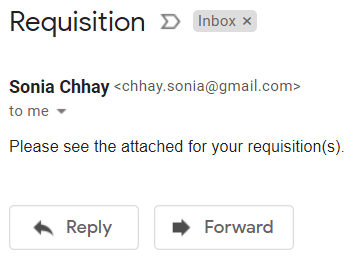 Requisition Inbox ×
Sonia Chhay <chhay.sonia@gmail.com>
to me
Please see the attached for your requisition(s).
Reply Forward